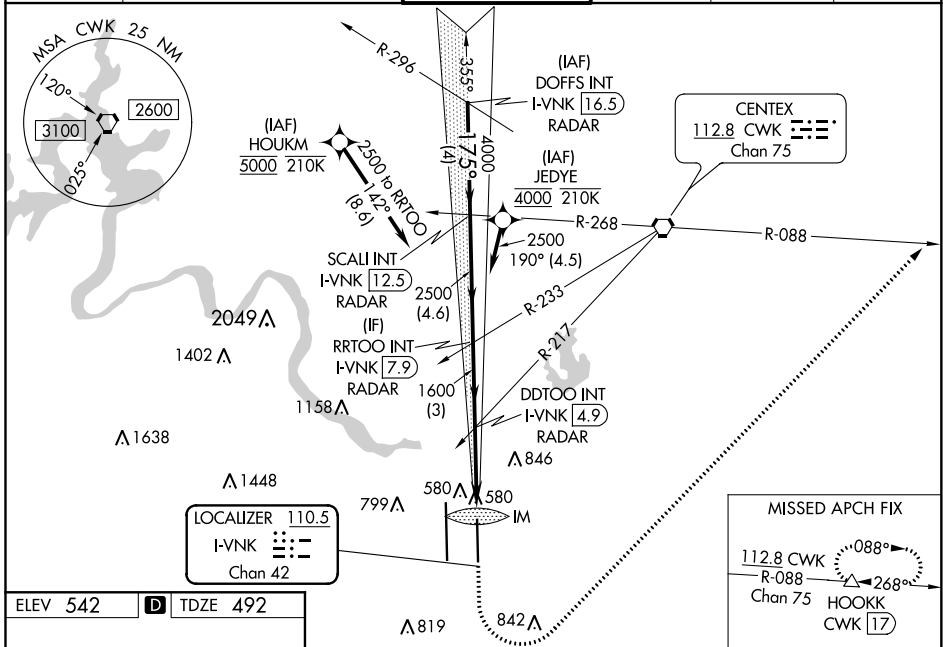 MSA CWK 25 NM
120°
2600
3100
025°
R-296
355°
(IAF)
DOFFS INT
I-VNK 16.5
RADAR
CENTEX
112.8 CWK
Chan 75
(IAF)
HOUKM
5000 210K
2500 to RRTOO
142°
(8.6)
4000
175°
(4)
(IAF)
JEDYE
4000 210K
R-268
R-088
2500
190° (4.5)
SCALI INT
I-VNK 12.5
RADAR
2500
(4.6)
R-233
R-217
(IF)
RRTOO INT
I-VNK 7.9
RADAR
1600
(3)
DDTOO INT
I-VNK 4.9
RADAR
2049
1402
1158
1638
846
1448
799
580
580
IM
LOCALIZER 110.5
I-VNK
Chan 42
MISSED APCH FIX
112.8 CWK
R-088
Chan 75
088°
268°
HOOKK
CWK 17
ELEV 542 D TDZE 492
819
842